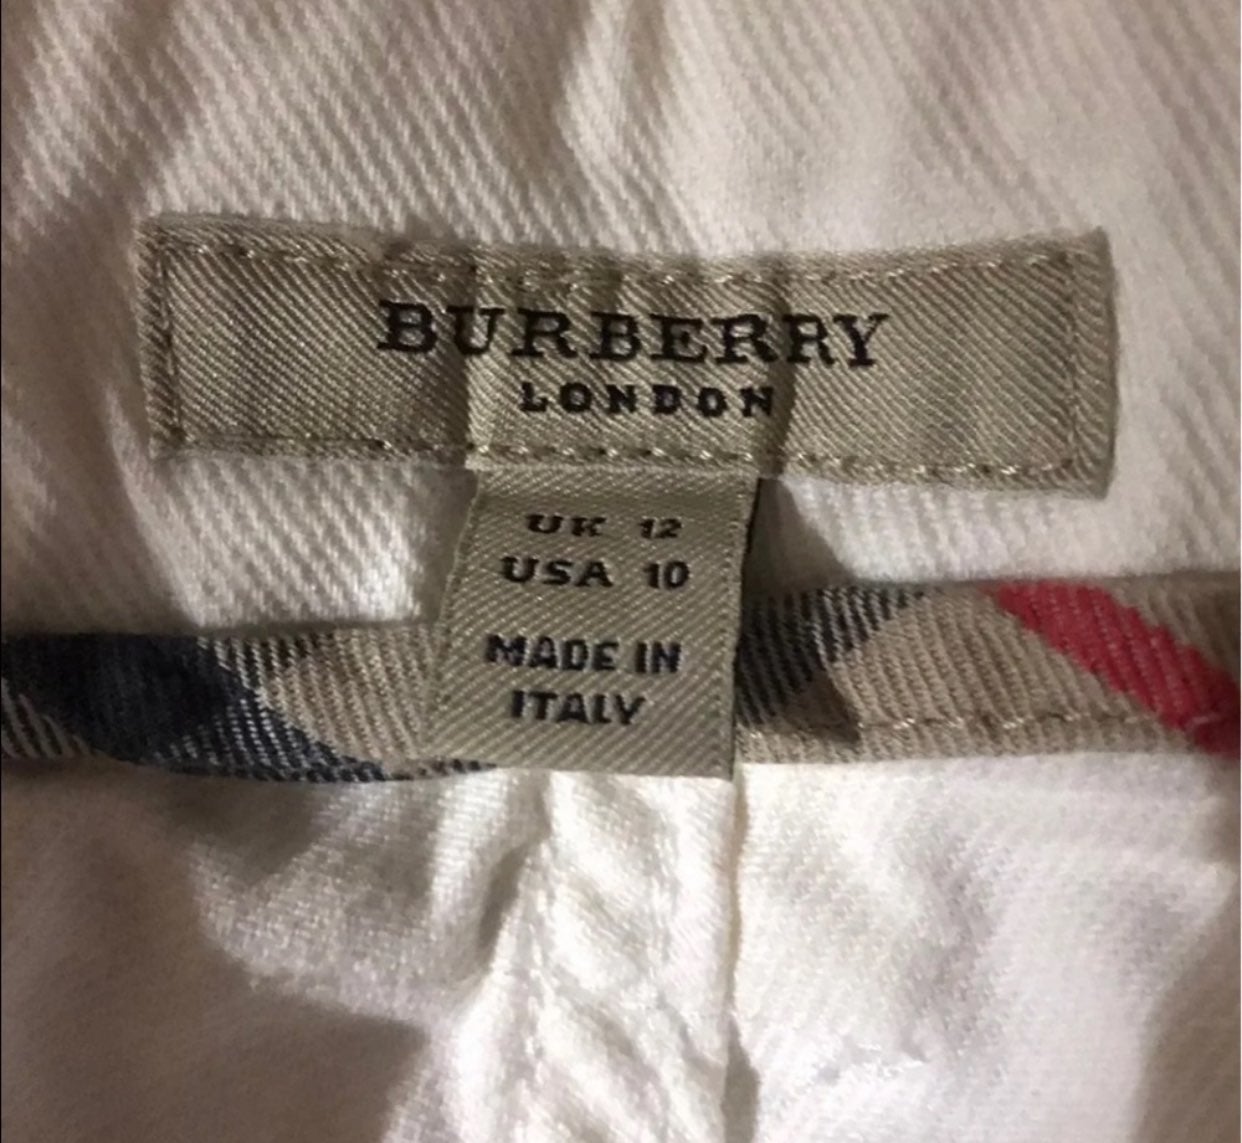 BURBERRY
LONDON
UK 12
USA 10
MADE IN
ITALY